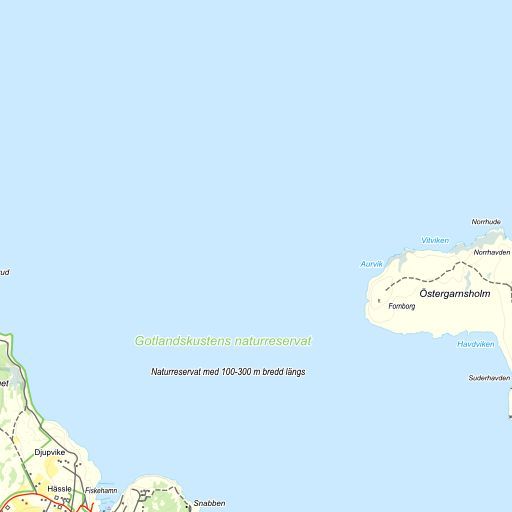 Norrhude
Vitviken
Norrhavden
Aurvik
Östergarnsholm
Fornborg
Gotlandskustens naturreservat
Havdviken
Naturreservat med 100-300 m bredd längs
Suderhavden
Djupvike
Hässle
Fiskehamn
Snabben